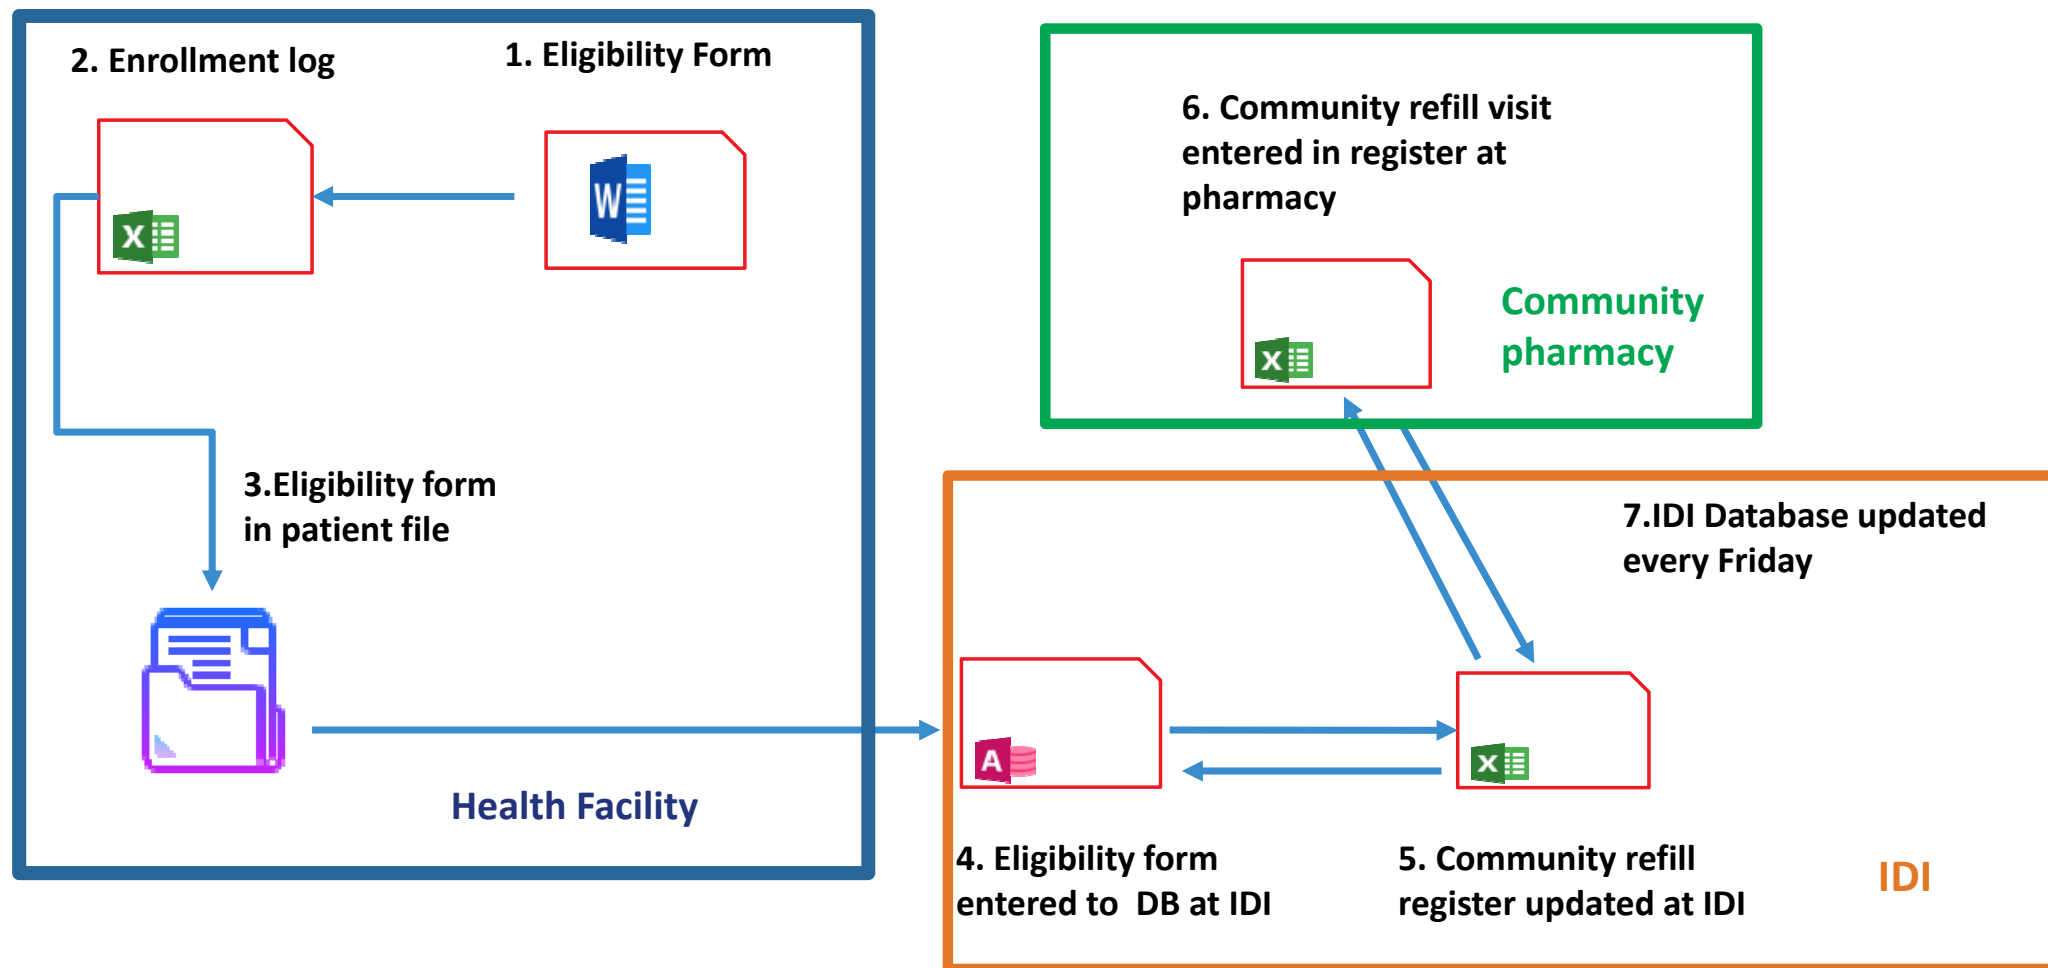 2. Enrollment log
1. Eligibility Form
W
X
3.Eligibility form
in patient file
Health Facility
6. Community refill visit
entered in register at
pharmacy
X
Community
pharmacy
7.IDI Database updated
every Friday
A
X
4. Eligibility form
entered to  DB at IDI
5. Community refill
register updated at IDI
IDI